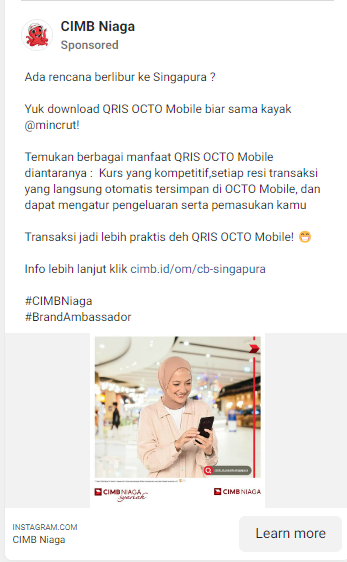 CIMB Niaga
Sponsored
Ada rencana berlibur ke Singapura ?
Yuk download QRIS OCTO Mobile biar sama kayak
@mincrut!
Temukan berbagai manfaat QRIS OCTO Mobile
diantaranya :  Kurs yang kompetitif,setiap resi transaksi
yang langsung otomatis tersimpan di OCTO Mobile, dan
dapat mengatur pengeluaran serta pemasukan kamu
Transaksi jadi lebih praktis deh QRIS OCTO Mobile! 😁
Info lebih lanjut klik cimb.id/om/cb-singapura
#CIMBNiaga
#BrandAmbassador
CIMB NIAGA
syariah
CIMB NIAGA
INSTAGRAM.COM
CIMB Niaga
Learn more